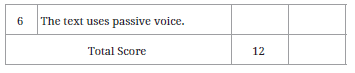 6 The text uses passive voice.
Total Score 12